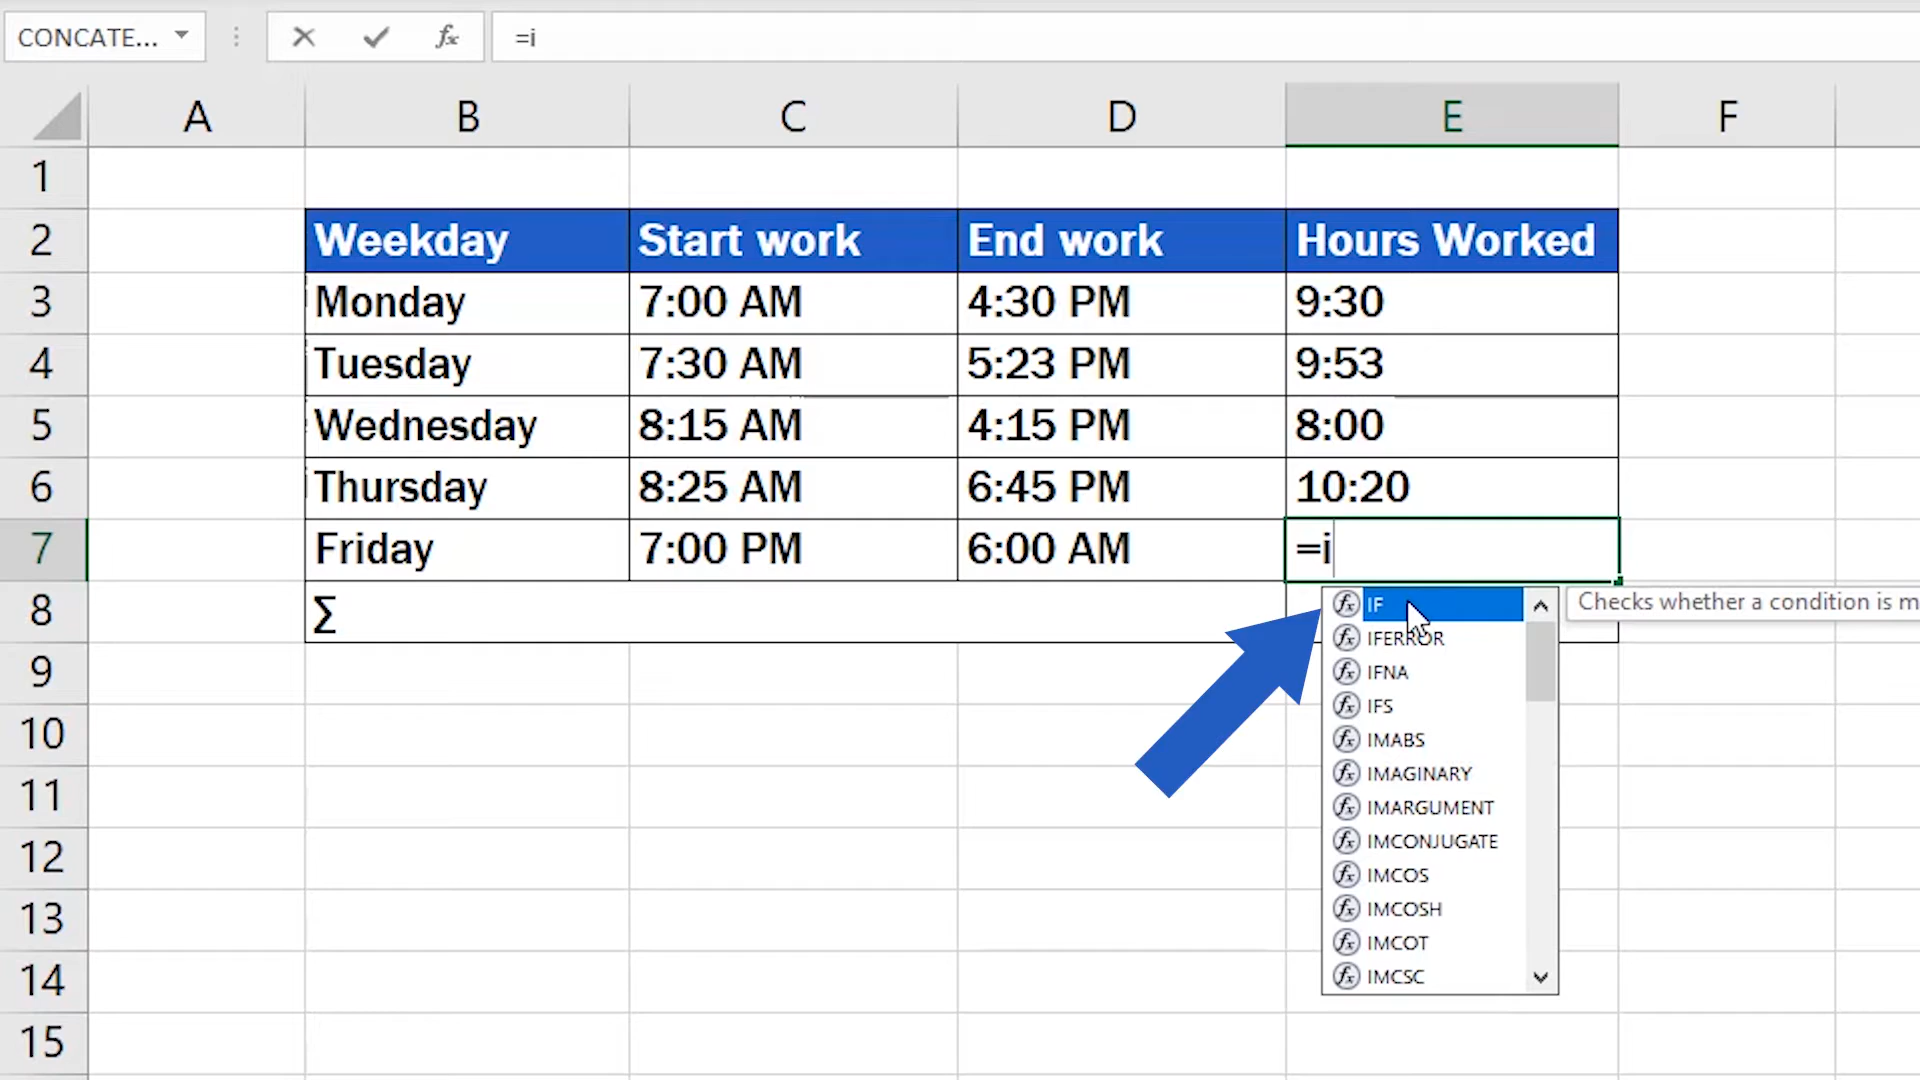 CONCATE... =i
A B C D E F
1
2 Weekday Start work End work Hours Worked
3 Monday 7:00 AM 4:30 PM 9:30
4 Tuesday 7:30 AM 5:23 PM 9:53
5 Wednesday 8:15 AM 4:15 PM 8:00
6 Thursday 8:25 AM 6:45 PM 10:20
7 Friday 7:00 PM 6:00 AM =i
8 Σ
IF Checks whether a condition is m
IFERROR
9 IFNA
IFS
10 IMABS
IMAGINARY
11 IMARGUMENT
12 IMCONJUGATE
IMCOS
13 IMCOSH
IMCOT
14 IMCSC
15